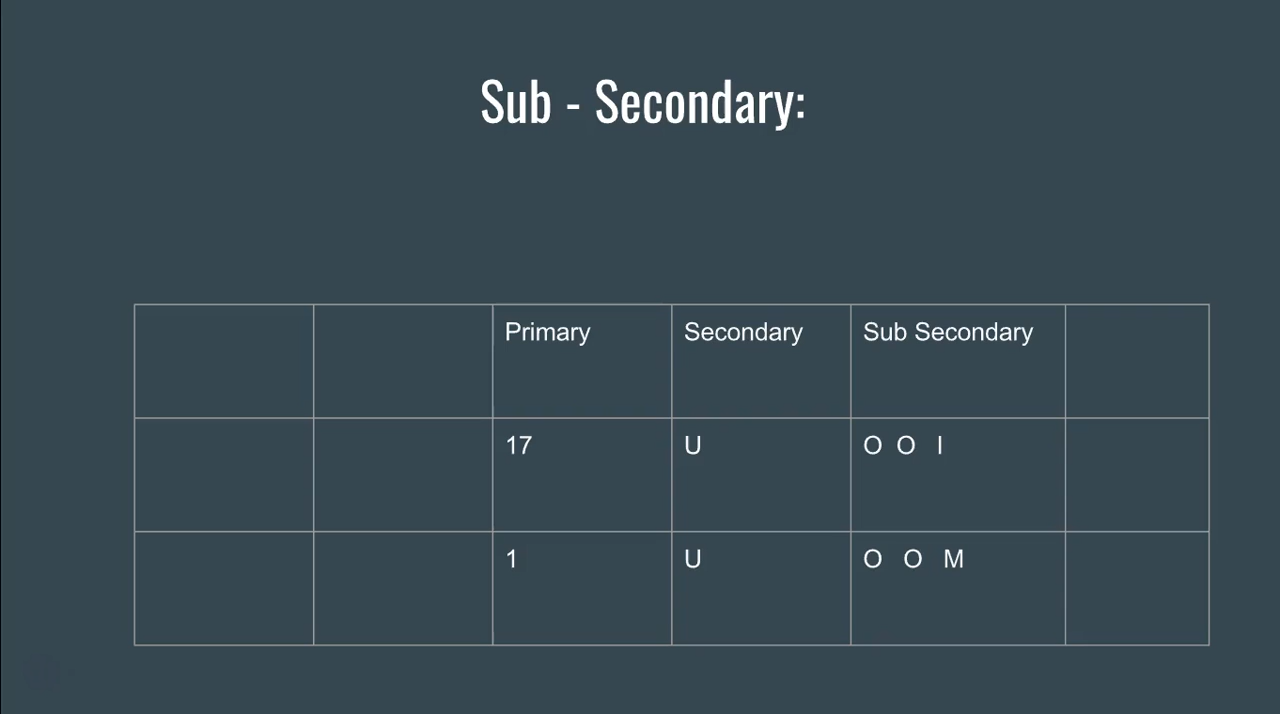 Sub - Secondary:
Primary Secondary Sub Secondary
17 U O O I
1 U O O M